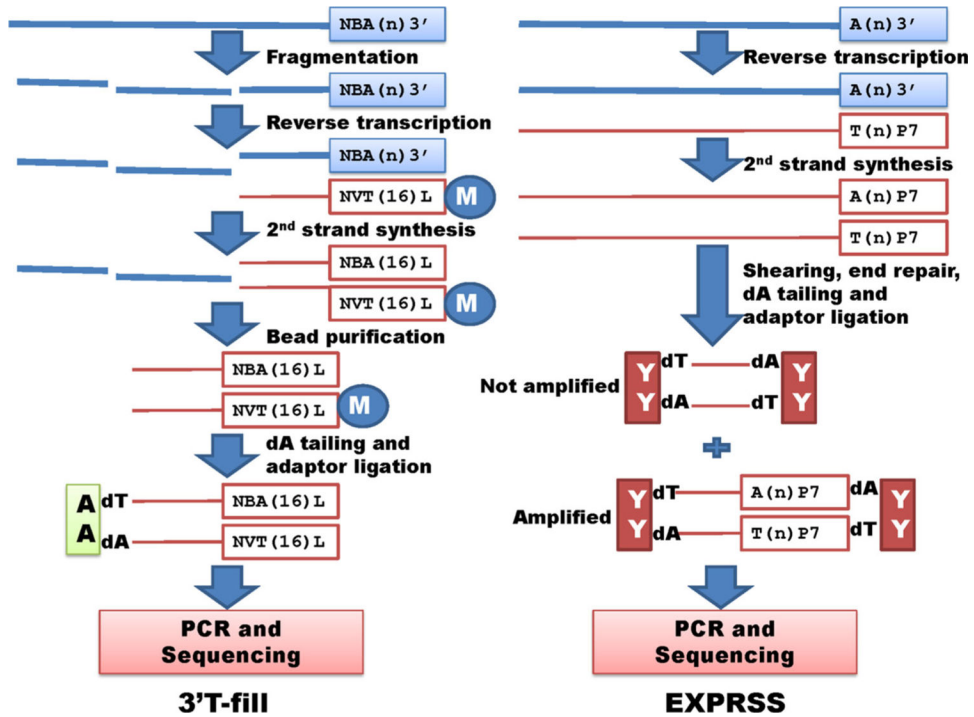 NBA(n)3′
Fragmentation
NBA(n)3′
Reverse transcription
NBA(n)3′
NVT(16)L
M
2nd strand synthesis
NBA(16)L
NVT(16)L
M
Bead purification
NBA(16)L
NVT(16)L
M
dA tailing and
adaptor ligation
A
dT
NBA(16)L
A
dA
NVT(16)L
PCR and
Sequencing
3’T-fill
A(n)3′
Reverse transcription
A(n)3′
T(n)P7
2nd strand synthesis
A(n)P7
T(n)P7
Shearing, end repair,
dA tailing and
adaptor ligation
Not amplified
Y dT dA Y
Y dA dT Y
Amplified
Y dT A(n)P7 dA Y
Y dA T(n)P7 dT Y
PCR and
Sequencing
EXPRSS